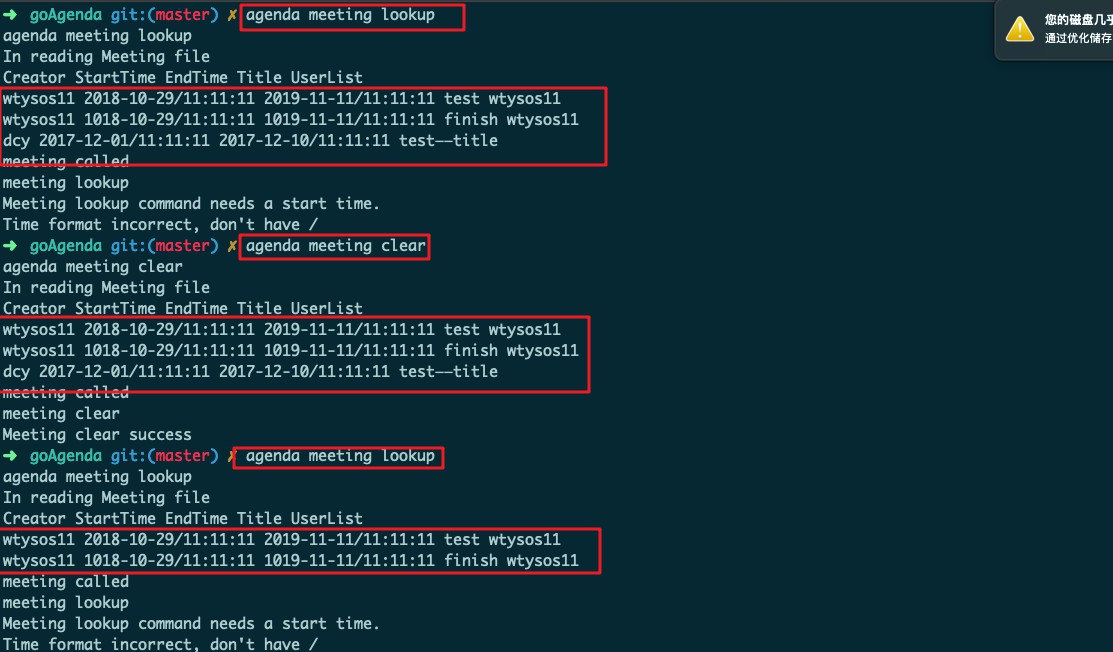 ➜ goAgenda git:(master) ✗ agenda meeting lookup
agenda meeting lookup
In reading Meeting file
Creator StartTime EndTime Title UserList
wtysos11 2018-10-29/11:11:11 2019-11-11/11:11:11 test wtysos11
wtysos11 1018-10-29/11:11:11 1019-11-11/11:11:11 finish wtysos11
dcy 2017-12-01/11:11:11 2017-12-10/11:11:11 test——title
meeting called
meeting lookup
Meeting lookup command needs a start time.
Time format incorrect, don't have /
➜ goAgenda git:(master) ✗ agenda meeting clear
agenda meeting clear
In reading Meeting file
Creator StartTime EndTime Title UserList
wtysos11 2018-10-29/11:11:11 2019-11-11/11:11:11 test wtysos11
wtysos11 1018-10-29/11:11:11 1019-11-11/11:11:11 finish wtysos11
dcy 2017-12-01/11:11:11 2017-12-10/11:11:11 test——title
meeting called
meeting clear
Meeting clear success
➜ goAgenda git:(master) ✗ agenda meeting lookup
agenda meeting lookup
In reading Meeting file
Creator StartTime EndTime Title UserList
wtysos11 2018-10-29/11:11:11 2019-11-11/11:11:11 test wtysos11
wtysos11 1018-10-29/11:11:11 1019-11-11/11:11:11 finish wtysos11
meeting called
meeting lookup
Meeting lookup command needs a start time.
Time format incorrect, don't have /
您的磁盘几乎
通过优化储存